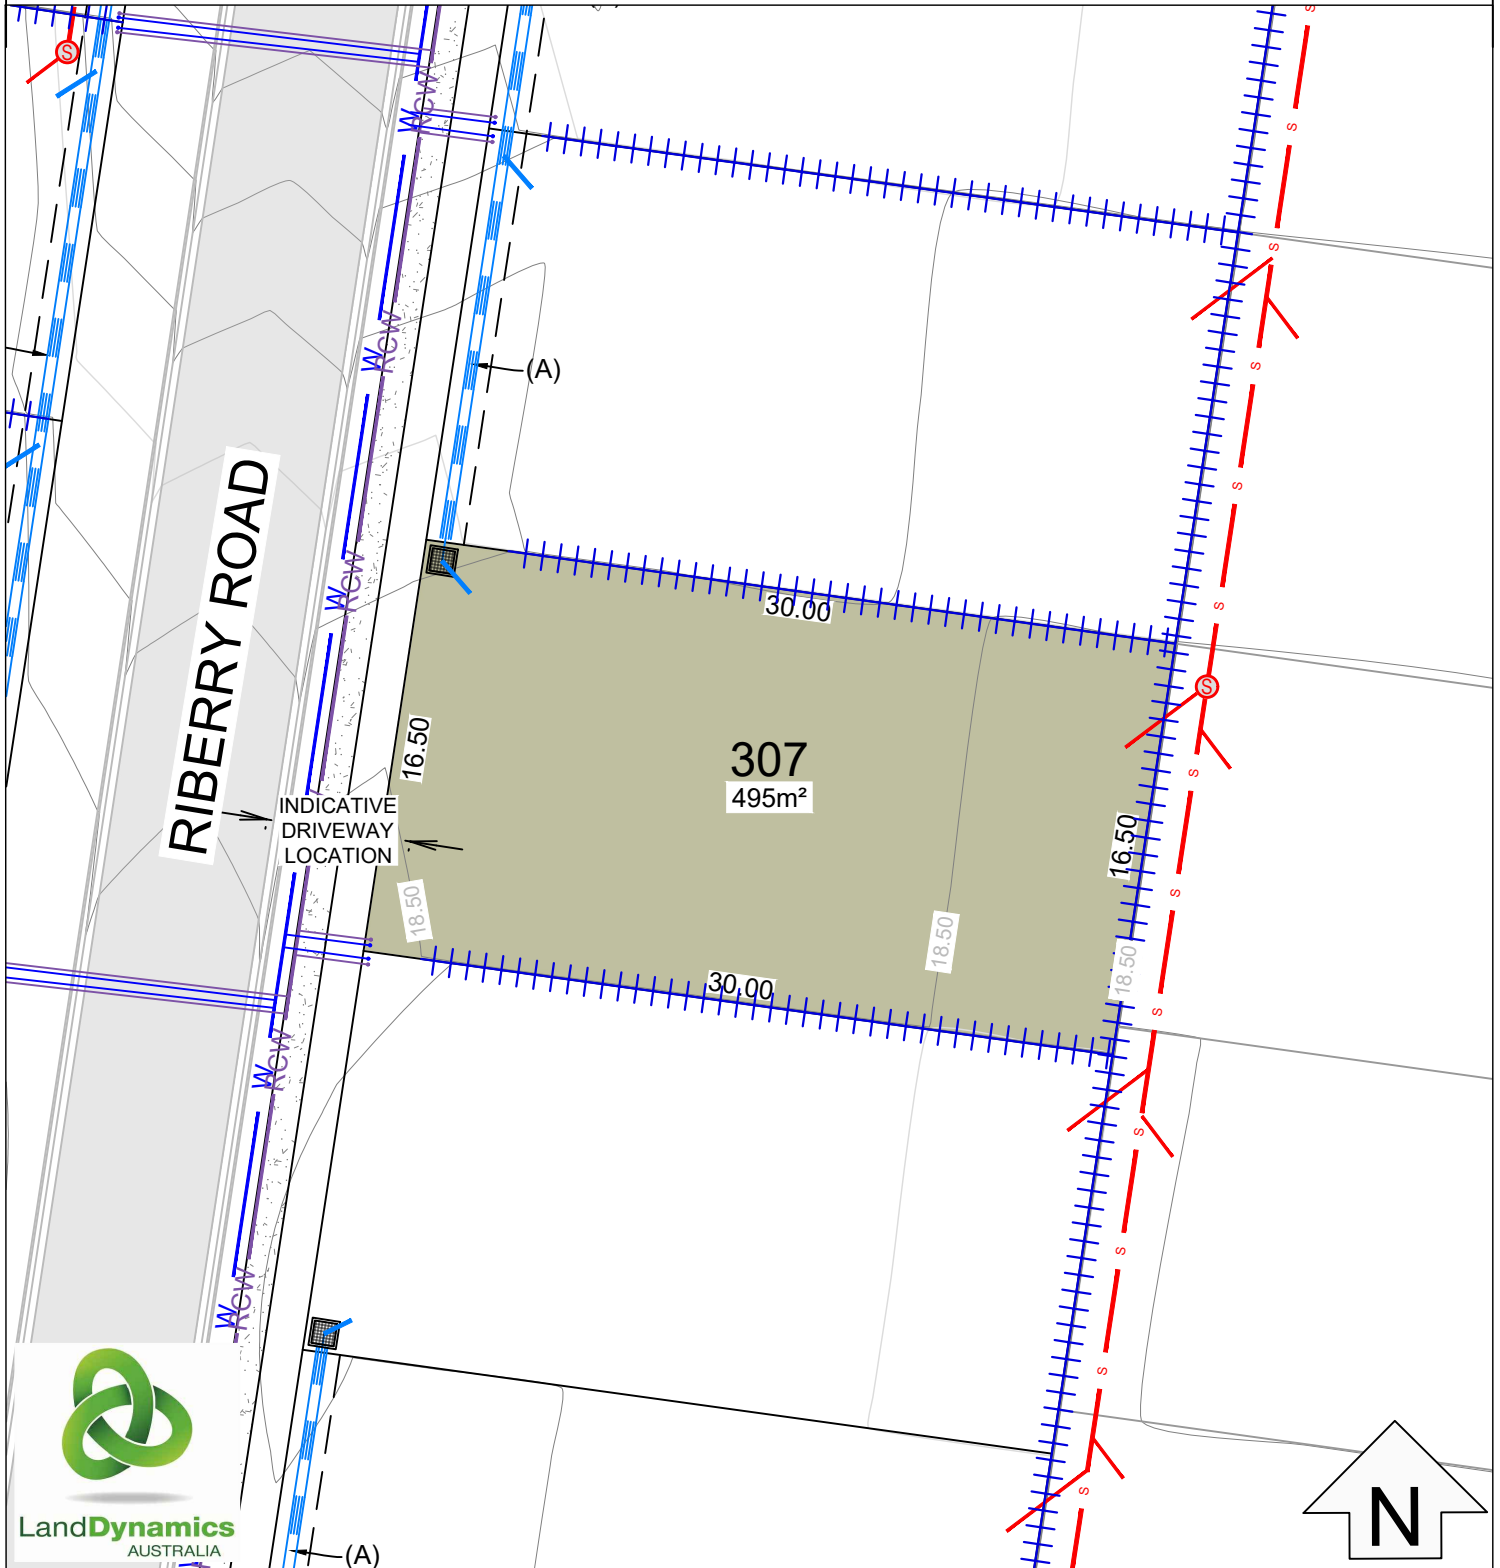 S
S
S
W
RCW
S
W
RCW
(A)
S
RIBERRY ROAD
S
W
RCW
30.00
S
S
16.50
307
495m²
S
INDICATIVE
DRIVEWAY
LOCATION
16.50
S
18.50
18.50
18.50
30.00
S
W
RCW
S
S
W
RCW
S
S
N
LandDynamics
AUSTRALIA
(A)